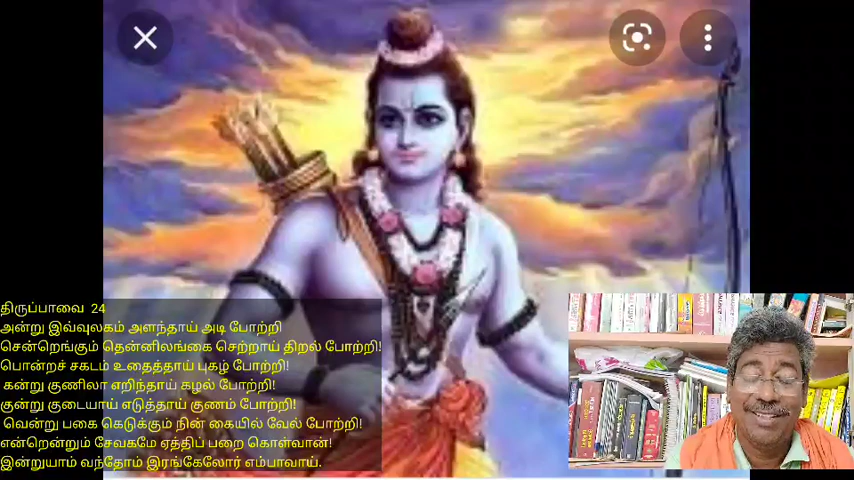 திருப்பாவை 24
அன்று இவ்வுலகம் அளந்தாய் அடி போற்றி
சென்றெங்கும் தென்னிலங்கை செற்றாய் திறல் போற்றி!
பொன்றச் சகடம் உதைத்தாய் புகழ் போற்றி!
கன்று குணிலா எறிந்தாய் கழல் போற்றி!
குன்று குடையாய் எடுத்தாய் குணம் போற்றி!
வென்று பகை கெடுக்கும் நின் கையில் வேல் போற்றி!
என்றென்றும் சேவகமே ஏத்திப் பறை கொள்வான்!
இன்றுயாம் வந்தோம் இரங்கேலோர் எம்பாவாய்.